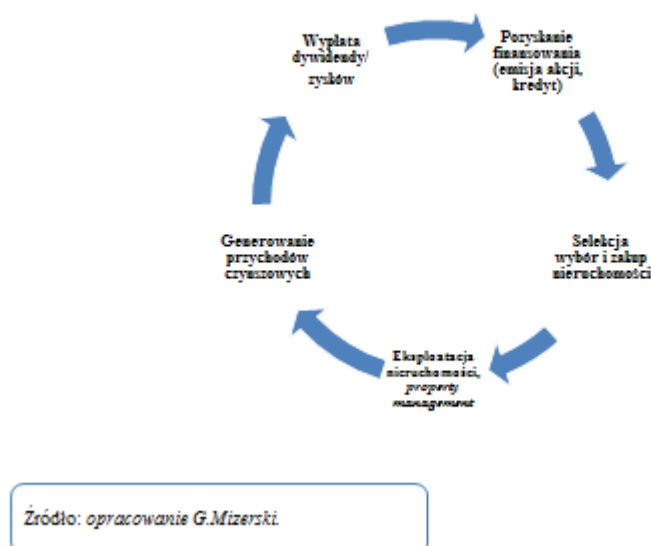 Wypłata
dywidendy/
zysków
Pozyskanie
finansowania
(emisja akcji,
kredyt)
Selekcja
wybór i zakup
nieruchomości
Eksploatacja
nieruchomości,
property
management
Generowanie
przychodów
czynszowych
Źródło: opracowanie G.Mizerski.